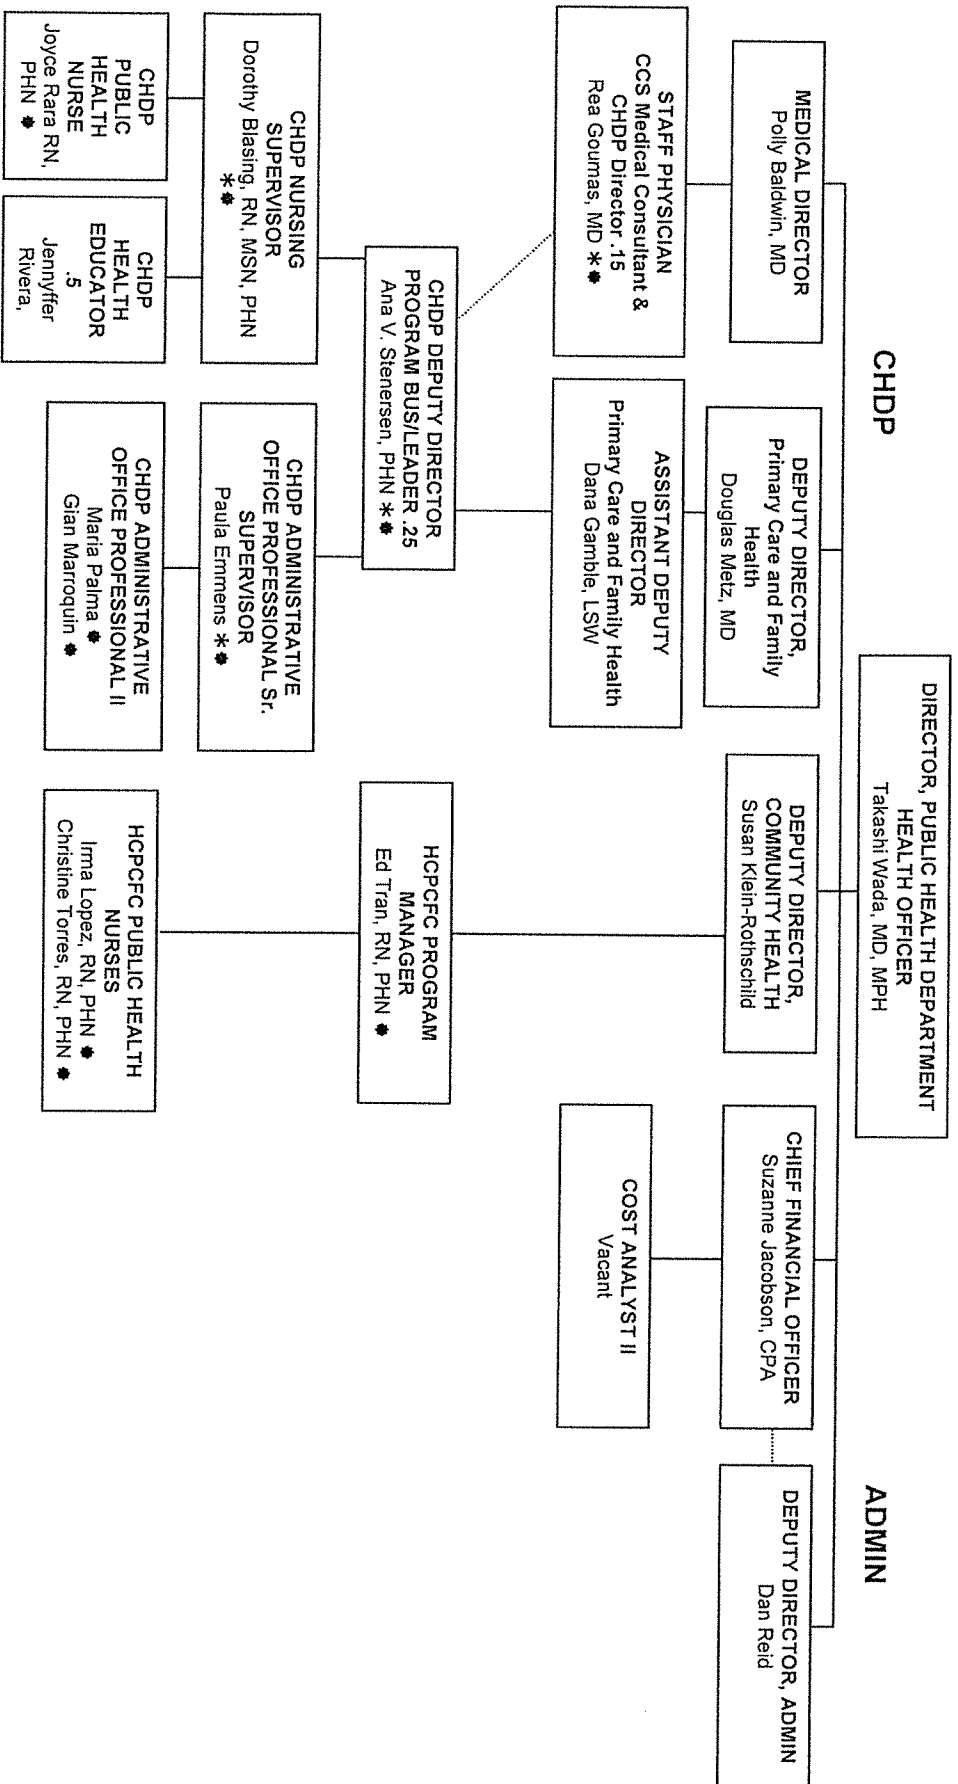 CHDP
ADMIN
DIRECTOR, PUBLIC HEALTH DEPARTMENT
HEALTH OFFICER
Takashi Wada, MD, MPH
MEDICAL DIRECTOR
Polly Baldwin, MD
DEPUTY DIRECTOR,
Primary Care and Family
Health
Douglas Metz, MD
DEPUTY DIRECTOR,
COMMUNITY HEALTH
Susan Klein-Rothschild
CHIEF FINANCIAL OFFICER
Suzanne Jacobson, CPA
DEPUTY DIRECTOR, ADMIN
Dan Reid
STAFF PHYSICIAN
CCS Medical Consultant &
CHDP Director .15
Rea Goumas, MD *✹
ASSISTANT DEPUTY
DIRECTOR
Primary Care and Family Health
Dana Gamble, LSW
COST ANALYST II
Vacant
CHDP DEPUTY DIRECTOR
PROGRAM BUS/LEADER .25
Ana V. Stenersen, PHN *✹
HCPCFC PROGRAM
MANAGER
Ed Tran, RN, PHN ✹
CHDP NURSING
SUPERVISOR
Dorothy Blasing, RN, MSN, PHN
*✹
CHDP ADMINISTRATIVE
OFFICE PROFESSIONAL Sr.
SUPERVISOR
Paula Emmens *✹
CHDP
PUBLIC
HEALTH
NURSE
Joyce Rara RN,
PHN ✹
CHDP
HEALTH
EDUCATOR
.5
Jennyffer
Rivera,
CHDP ADMINISTRATIVE
OFFICE PROFESSIONAL II
Maria Palma ✹
Gian Marroquin ✹
HCPCFC PUBLIC HEALTH
NURSES
Irma Lopez, RN, PHN ✹
Christine Torres, RN, PHN ✹